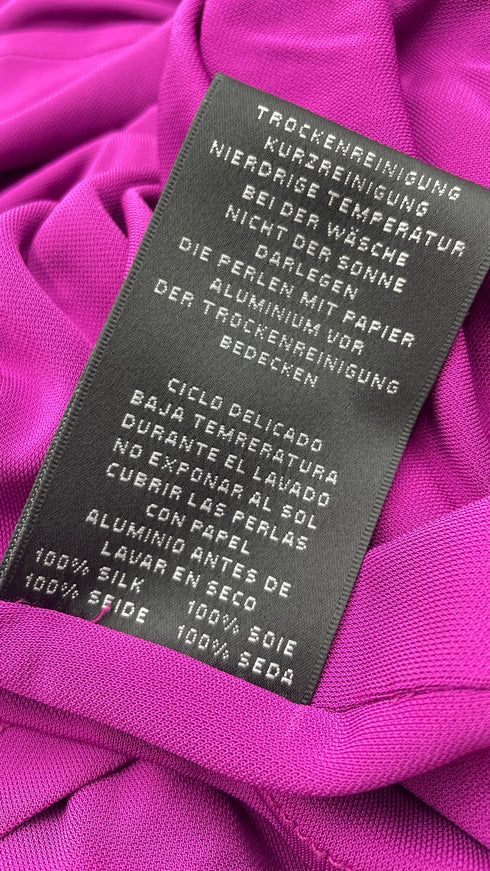 TROCKENREINIGUNG
KURZREINIGUNG
NIERDRIGE TEMPERATUR
BEI DER WÄSCHE
NICHT DER SONNE
DARLEGEN
DIE PERLEN MIT PAPIER
ALUMINIUM VOR
DER TROCKENREINIGUNG
BEDECKEN
CICLO DELICADO
BAJA TEMRERATURA
DURANTE EL LAVADO
NO EXPONAR AL SOL
CUBRIR LAS PERLAS
CON PAPEL
ALUMINIO ANTES DE
LAVAR EN SECO
100% SILK 100% SOIE
100% SEIDE 100% SEDA